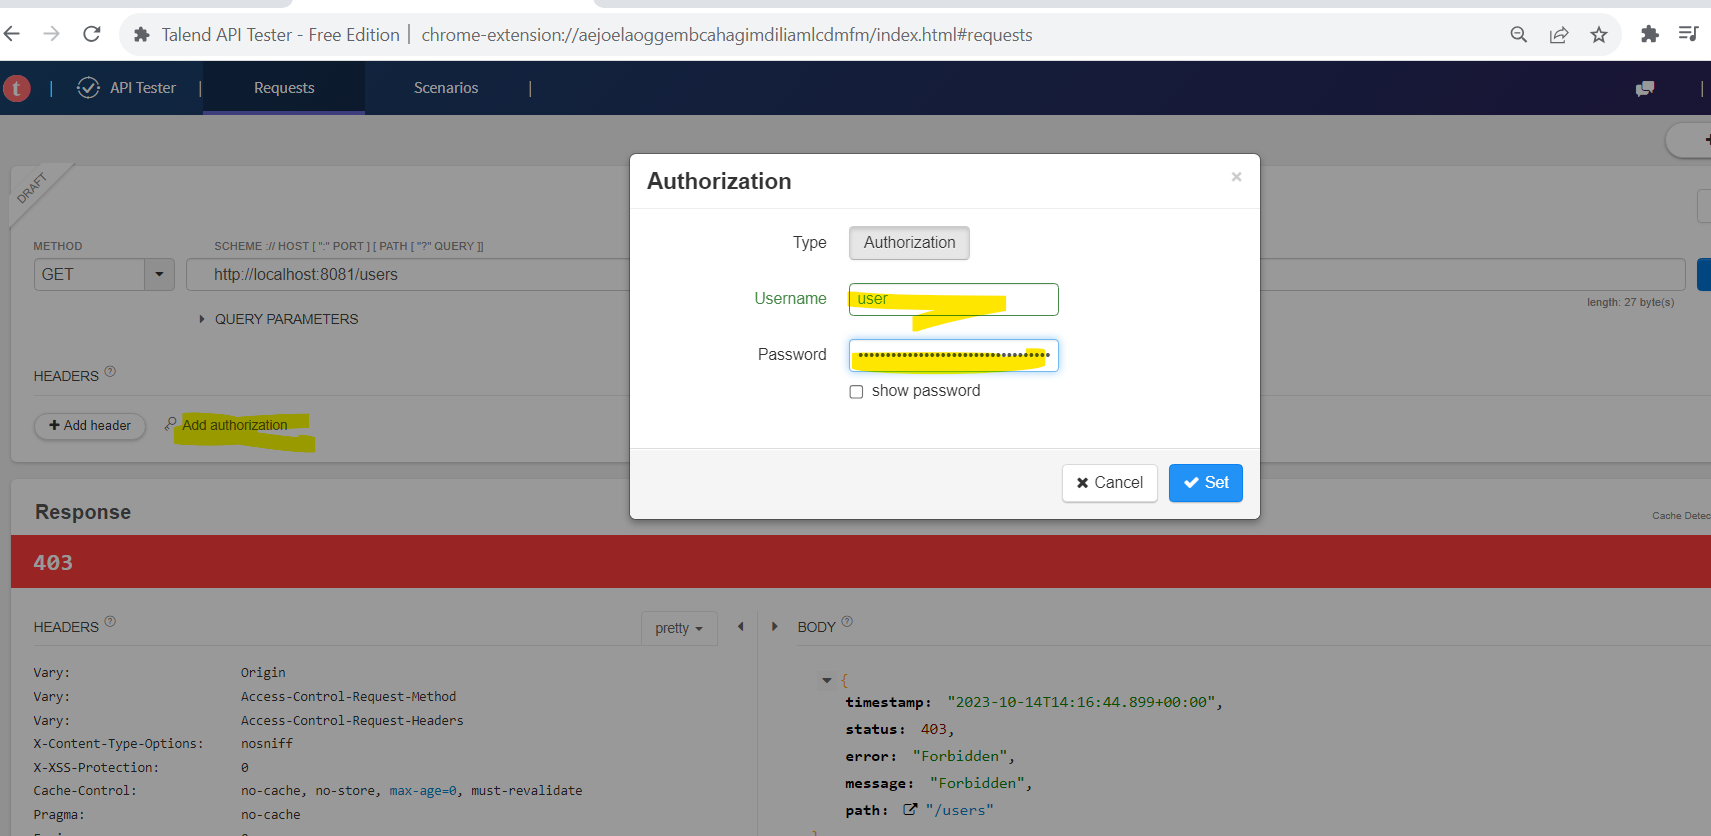 Talend API Tester - Free Edition | chrome-extension://aejoelaoggembcahagimdiliamlcdmfm/index.html#requests
t | API Tester | Requests Scenarios |
DRAFT
Authorization ×
METHOD SCHEME :// HOST [ ":" PORT ] [ PATH [ "?" QUERY ]]
Type Authorization
GET http://localhost:8081/users
Username user
length: 27 byte(s)
QUERY PARAMETERS
Password ••••••••••••••••••••••••••••••••••••
HEADERS ?
show password
+ Add header Add authorization
Cancel Set
Response
Cache Detec
403
HEADERS ? pretty BODY ?
Vary: Origin
Vary: Access-Control-Request-Method
Vary: Access-Control-Request-Headers
X-Content-Type-Options: nosniff
X-XSS-Protection: 0
Cache-Control: no-cache, no-store, max-age=0, must-revalidate
Pragma: no-cache
{
timestamp: "2023-10-14T14:16:44.899+00:00",
status: 403,
error: "Forbidden",
message: "Forbidden",
path: "/users"